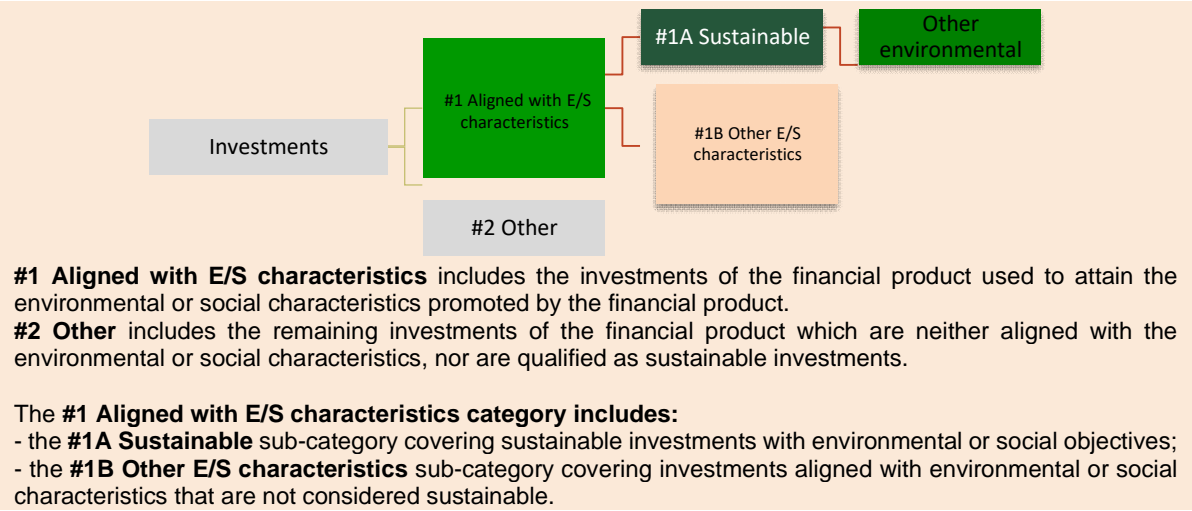 #1A Sustainable
Other
environmental
#1 Aligned with E/S
characteristics
#1B Other E/S
characteristics
Investments
#2 Other
#1 Aligned with E/S characteristics includes the investments of the financial product used to attain the
environmental or social characteristics promoted by the financial product.
#2 Other includes the remaining investments of the financial product which are neither aligned with the
environmental or social characteristics, nor are qualified as sustainable investments.
The #1 Aligned with E/S characteristics category includes:
- the #1A Sustainable sub-category covering sustainable investments with environmental or social objectives;
- the #1B Other E/S characteristics sub-category covering investments aligned with environmental or social
characteristics that are not considered sustainable.